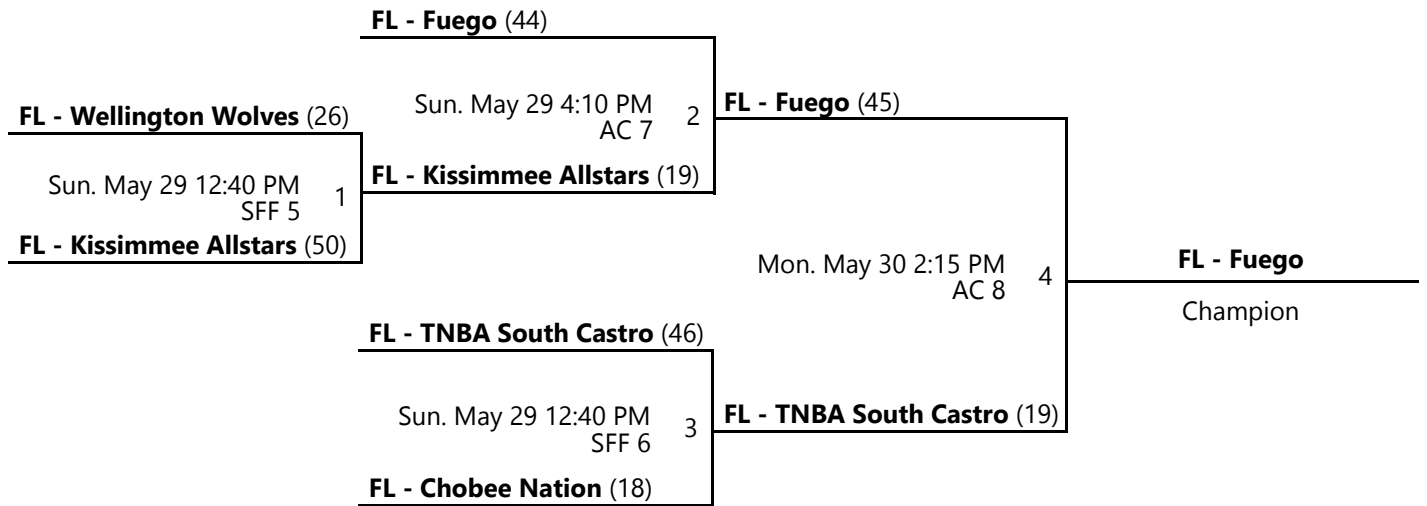 FL - Fuego (44)
FL - Wellington Wolves (26)
Sun. May 29 4:10 PM
AC 7
2
FL - Fuego (45)
Sun. May 29 12:40 PM
SFF 5
1
FL - Kissimmee Allstars (19)
FL - Kissimmee Allstars (50)
Mon. May 30 2:15 PM
AC 8
4
FL - Fuego
Champion
FL - TNBA South Castro (46)
Sun. May 29 12:40 PM
SFF 6
3
FL - TNBA South Castro (19)
FL - Chobee Nation (18)